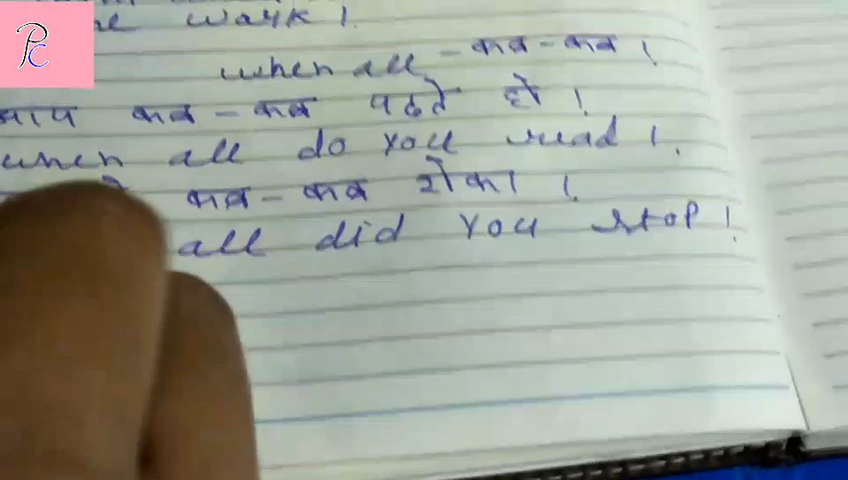 PC
work।
when all - कब - कब ।
आप कब - कब पढ़ते हो ।
when all do you read ।.
कब - कब रोका ।.
all did you stop ।.